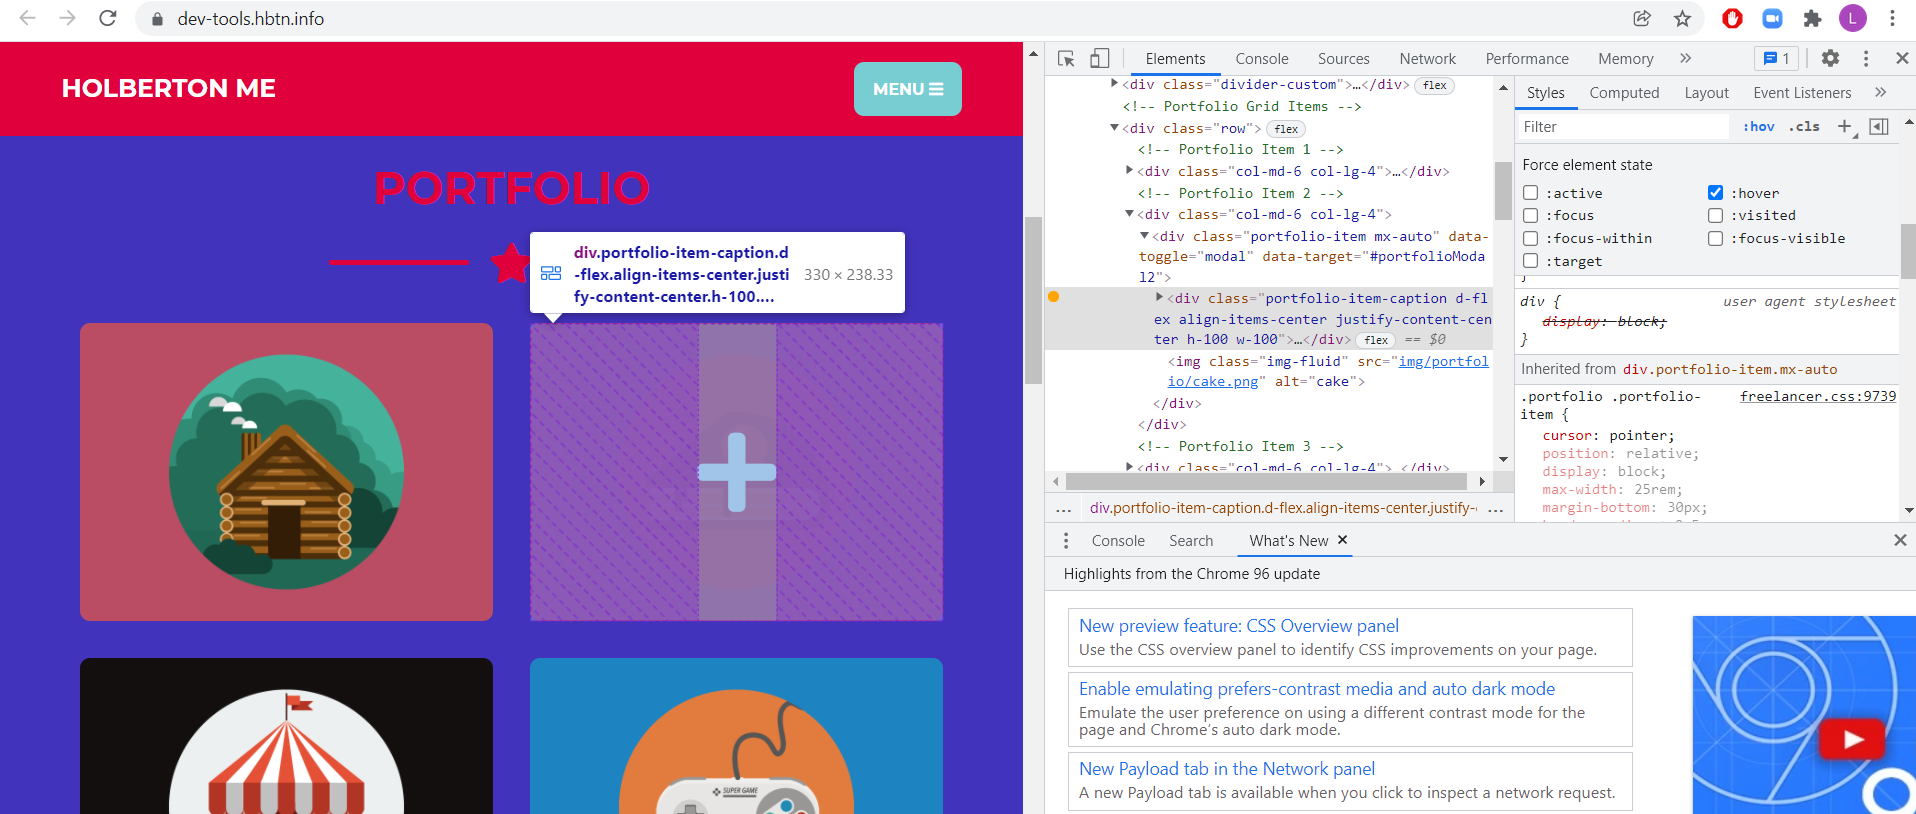 dev-tools.hbtn.info
L
HOLBERTON ME
MENU
PORTFOLIO
div.portfolio-item-caption.d
-flex.align-items-center.justi
fy-content-center.h-100....
330 × 238.33
SUPER GAME
Elements Console Sources Network Performance Memory » 1
<div class="divider-custom">…</div> flex
<!-- Portfolio Grid Items -->
<div class="row"> flex
<!-- Portfolio Item 1 -->
<div class="col-md-6 col-lg-4">…</div>
<!-- Portfolio Item 2 -->
<div class="col-md-6 col-lg-4">
<div class="portfolio-item mx-auto" data-
toggle="modal" data-target="#portfolioModa
l2">
<div class="portfolio-item-caption d-fl
ex align-items-center justify-content-cen
ter h-100 w-100">…</div> flex == $0
<img class="img-fluid" src="img/portfol
io/cake.png" alt="cake">
</div>
</div>
<!-- Portfolio Item 3 -->
<div class="col-md-6 col-lg-4"> </div>
... div.portfolio-item-caption.d-flex.align-items-center.justify- ...
Styles Computed Layout Event Listeners »
Filter :hov .cls +
Force element state
:active :hover
:focus :visited
:focus-within :focus-visible
:target
}
div { user agent stylesheet
display: block;
}
Inherited from div.portfolio-item.mx-auto
.portfolio .portfolio- freelancer.css:9739
item {
cursor: pointer;
position: relative;
display: block;
max-width: 25rem;
margin-bottom: 30px;
Console Search What's New ×
Highlights from the Chrome 96 update
New preview feature: CSS Overview panel
Use the CSS overview panel to identify CSS improvements on your page.
Enable emulating prefers-contrast media and auto dark mode
Emulate the user preference on using a different contrast mode for the
page and Chrome's auto dark mode.
New Payload tab in the Network panel
A new Payload tab is available when you click to inspect a network request.